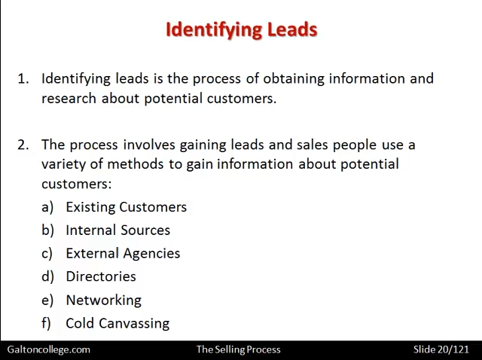 Identifying Leads
1. Identifying leads is the process of obtaining information and
research about potential customers.
2. The process involves gaining leads and sales people use a
variety of methods to gain information about potential
customers:
a) Existing Customers
b) Internal Sources
c) External Agencies
d) Directories
e) Networking
f) Cold Canvassing
Galtoncollege.com The Selling Process Slide 20/121